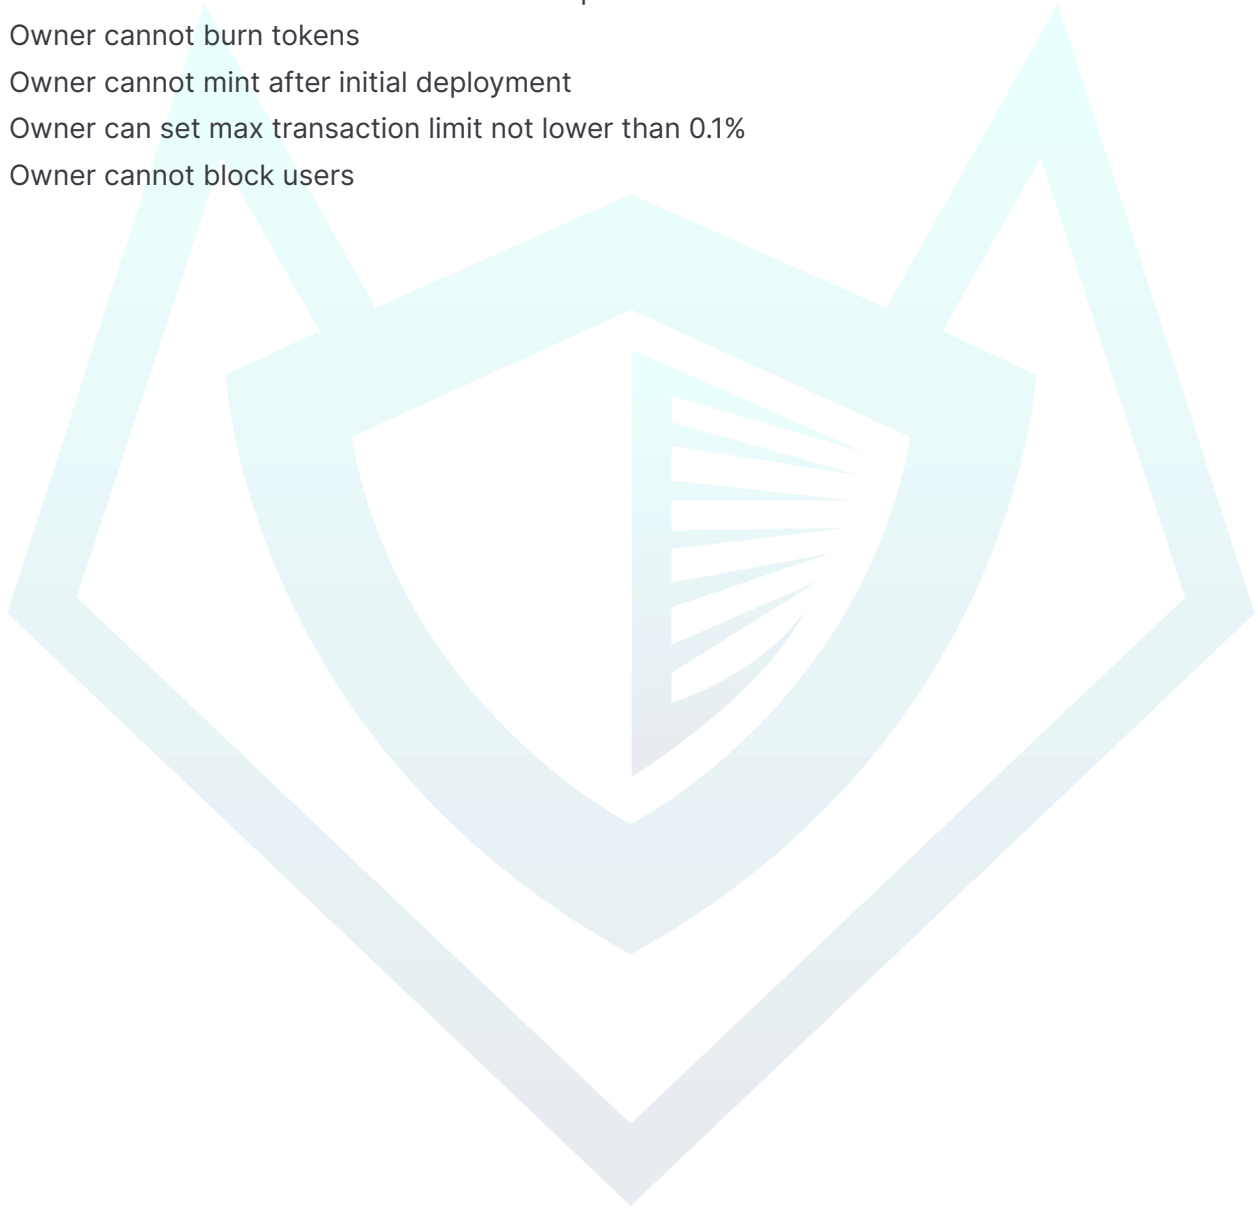 Owner cannot burn tokens
Owner cannot mint after initial deployment
Owner can set max transaction limit not lower than 0.1%
Owner cannot block users